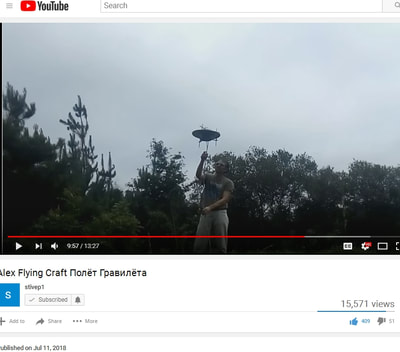 YouTube
Search
9:57 / 13:27
Alex Flying Craft Полёт Гравилёта
S
stlvep1
Subscribed
15,571 views
Add to Share More
409 51
Published on Jul 11, 2018